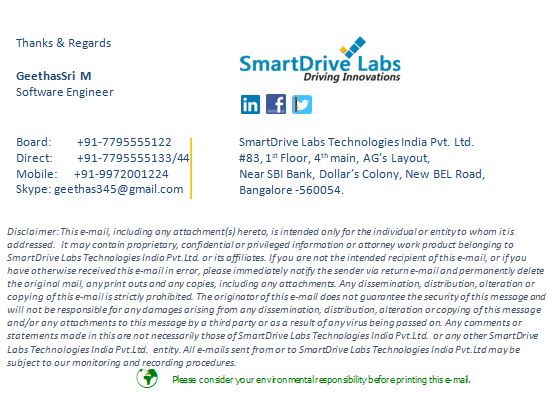 Thanks & Regards
GeethasSri M
Software Engineer
SmartDrive Labs
Driving Innovations
in f
Board: +91-7795555122
Direct: +91-7795555133/44
Mobile: +91-9972001224
Skype: geethas345@gmail.com
SmartDrive Labs Technologies India Pvt. Ltd.
#83, 1st Floor, 4th main, AG's Layout,
Near SBI Bank, Dollar's Colony, New BEL Road,
Bangalore -560054.
Disclaimer: This e-mail, including any attachment(s) hereto, is intended only for the individual or entity to whom it is
addressed. It may contain proprietary, confidential or privileged information or attorney work product belonging to
SmartDrive Labs Technologies India Pvt.Ltd. or its affiliates. If you are not the intended recipient of this e-mail, or if you
have otherwise received this e-mail in error, please immediately notify the sender via return e-mail and permanently delete
the original mail, any print outs and any copies, including any attachments. Any dissemination, distribution, alteration or
copying of this e-mail is strictly prohibited. The originator of this e-mail does not guarantee the security of this message and
will not be responsible for any damages arising from any dissemination, distribution, alteration or copying of this message
and/or any attachments to this message by a third party or as a result of any virus being passed on. Any comments or
statements made in this are not necessarily those of SmartDrive Labs Technologies India Pvt.Ltd. or any other SmartDrive
Labs Technologies India Pvt.Ltd. entity. All e-mails sent from or to SmartDrive Labs Technologies India Pvt.Ltd may be
subject to our monitoring and recording procedures.
Please consider your environmental responsibility before printing this e-mail.